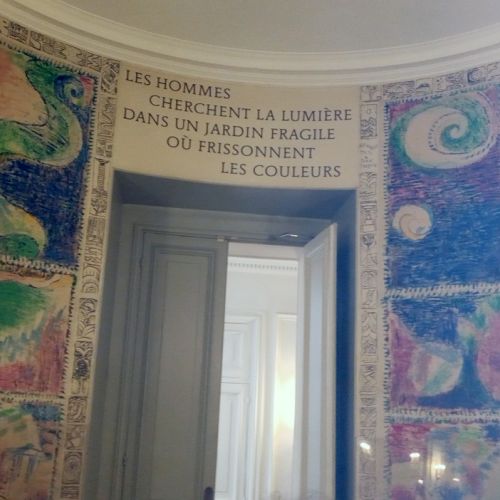 LES HOMMES
CHERCHENT LA LUMIÈRE
DANS UN JARDIN FRAGILE
OÙ FRISSONNENT
LES COULEURS